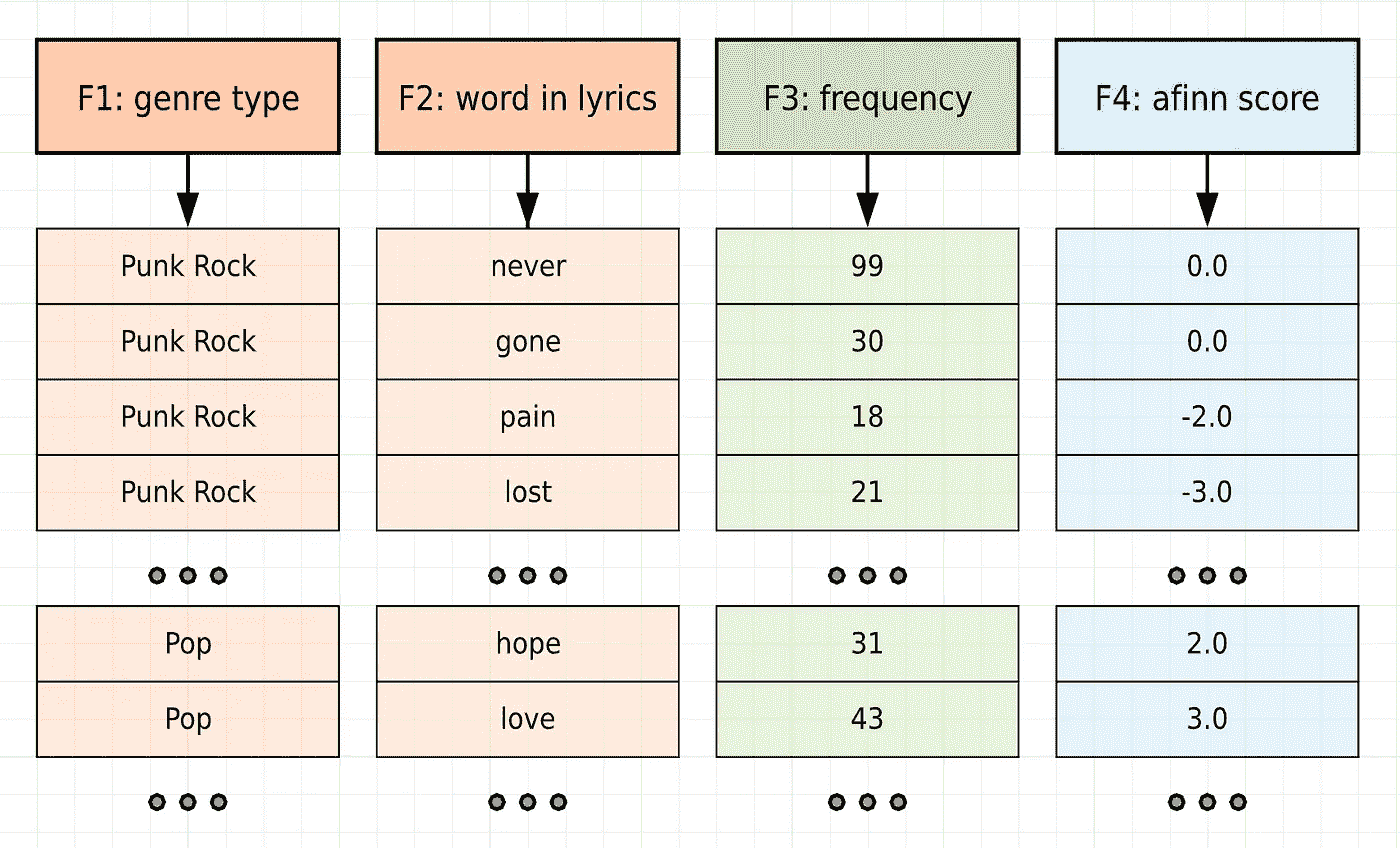 F1: genre type F2: word in lyrics F3: frequency F4: afinn score
Punk Rock never 99 0.0
Punk Rock gone 30 0.0
Punk Rock pain 18 -2.0
Punk Rock lost 21 -3.0
Pop hope 31 2.0
Pop love 43 3.0